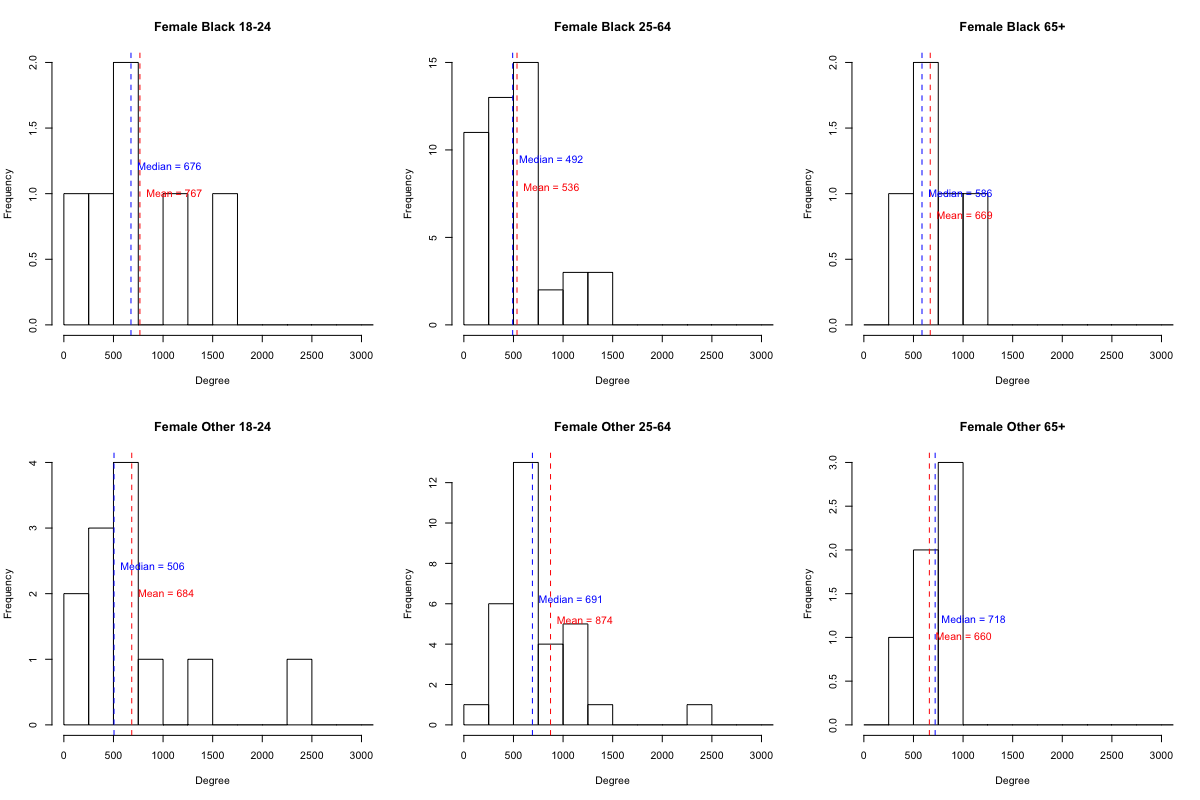 Female Black 18-24
Frequency
0.0 0.5 1.0 1.5 2.0
Median = 676
Mean = 767
0 500 1000 1500 2000 2500 3000
Degree
Female Black 25-64
Frequency
0 5 10 15
Median = 492
Mean = 536
0 500 1000 1500 2000 2500 3000
Degree
Female Black 65+
Frequency
0.0 0.5 1.0 1.5 2.0
Median = 586
Mean = 669
0 500 1000 1500 2000 2500 3000
Degree
Female Other 18-24
Frequency
0 1 2 3 4
Median = 506
Mean = 684
0 500 1000 1500 2000 2500 3000
Degree
Female Other 25-64
Frequency
0 2 4 6 8 10 12
Median = 691
Mean = 874
0 500 1000 1500 2000 2500 3000
Degree
Female Other 65+
Frequency
0.0 0.5 1.0 1.5 2.0 2.5 3.0
Median = 718
Mean = 660
0 500 1000 1500 2000 2500 3000
Degree